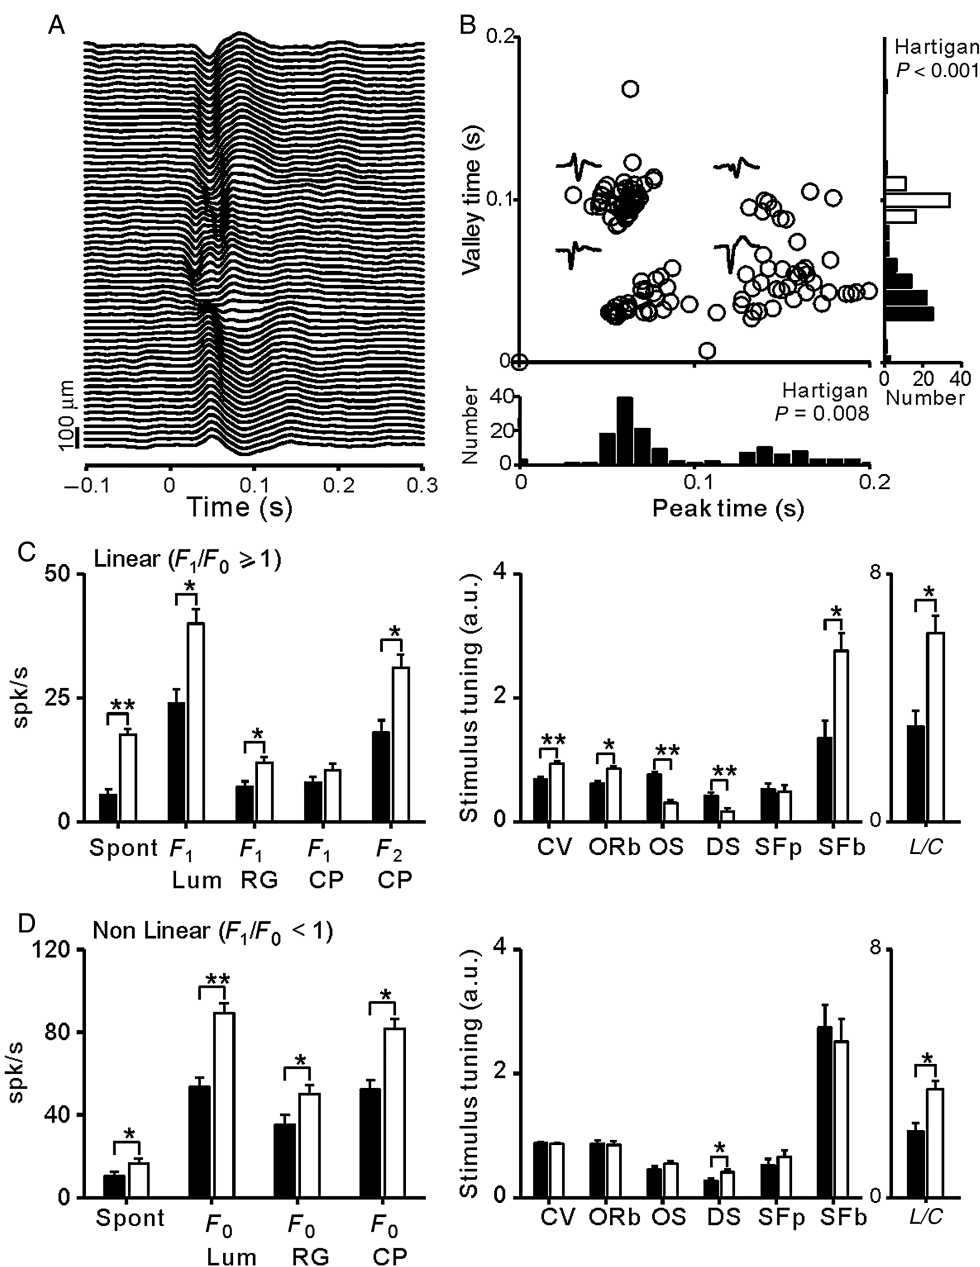 A
100 µm
–0.1 0 0.1 0.2 0.3
Time (s)
B
0.2
0.1
0
Valley time (s)
Hartigan
P < 0.001
0 20 40
Number
40
20
0
Number
Hartigan
P = 0.008
0 0.1 0.2
Peak time (s)
C
Linear (F1/F0 ⩾ 1)
50
25
0
spk/s
** * * *
Spont F1 F1 F1 F2
Lum RG CP CP
4
2
0
Stimulus tuning (a.u.)
** * ** ** *
CV ORb OS DS SFp SFb
8
0
*
L/C
D
Non Linear (F1/F0 < 1)
120
80
40
0
spk/s
* ** * *
Spont F0 F0 F0
Lum RG CP
4
2
0
Stimulus tuning (a.u.)
*
CV ORb OS DS SFp SFb
8
0
*
L/C